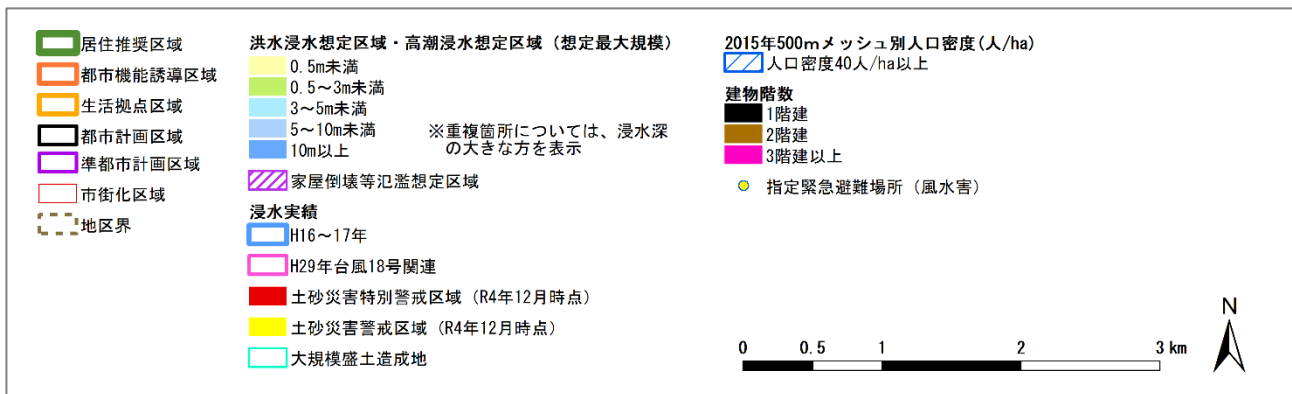 居住推奨区域
都市機能誘導区域
生活拠点区域
都市計画区域
準都市計画区域
市街化区域
地区界
洪水浸水想定区域・高潮浸水想定区域（想定最大規模）
0.5m未満
0.5～3m未満
3～5m未満
5～10m未満
10m以上
※重複箇所については、浸水深
の大きな方を表示
家屋倒壊等氾濫想定区域
浸水実績
H16～17年
H29年台風18号関連
土砂災害特別警戒区域（R4年12月時点）
土砂災害警戒区域（R4年12月時点）
大規模盛土造成地
2015年500mメッシュ別人口密度(人/ha)
人口密度40人/ha以上
建物階数
1階建
2階建
3階建以上
指定緊急避難場所（風水害）
N
0 0.5 1 2 3 km